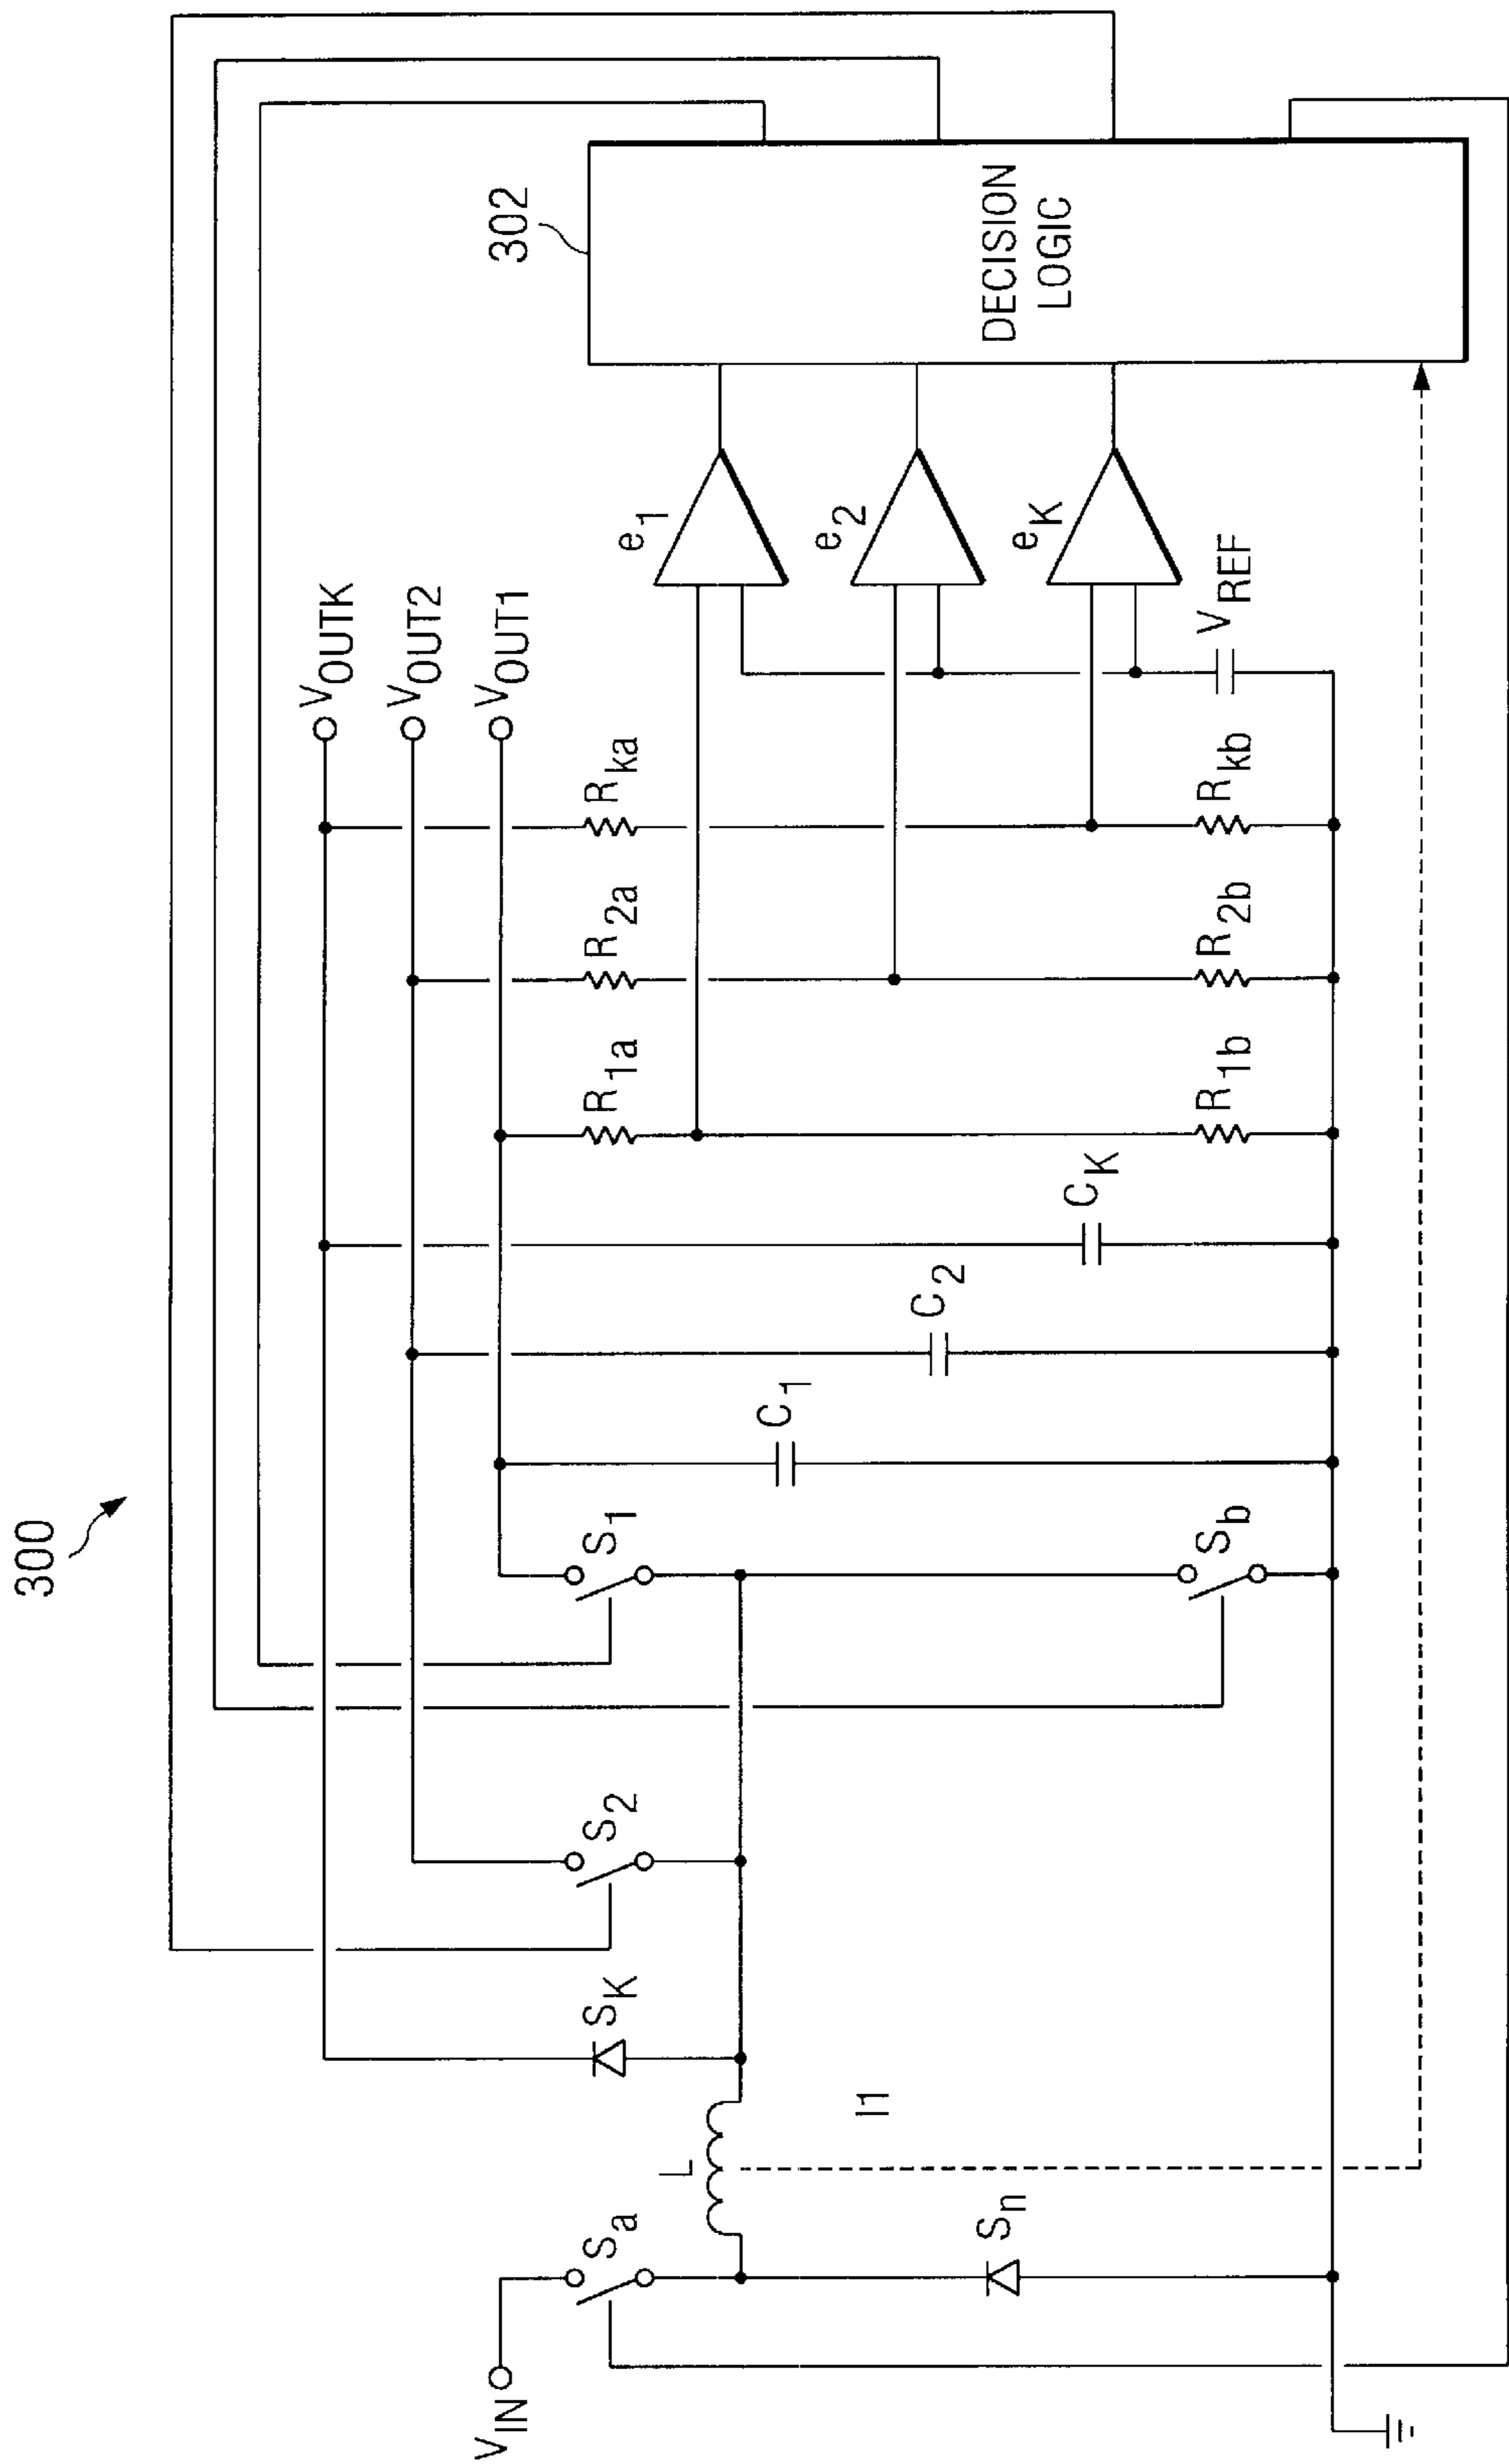 300
V_IN
S_a
S_n
L
I1
S_K
S_2
S_1
S_b
C_1
C_2
C_K
R_1a
R_1b
R_2a
R_2b
R_ka
R_kb
V_OUTK
V_OUT2
V_OUT1
e_1
e_2
e_K
V_REF
302
DECISION
LOGIC